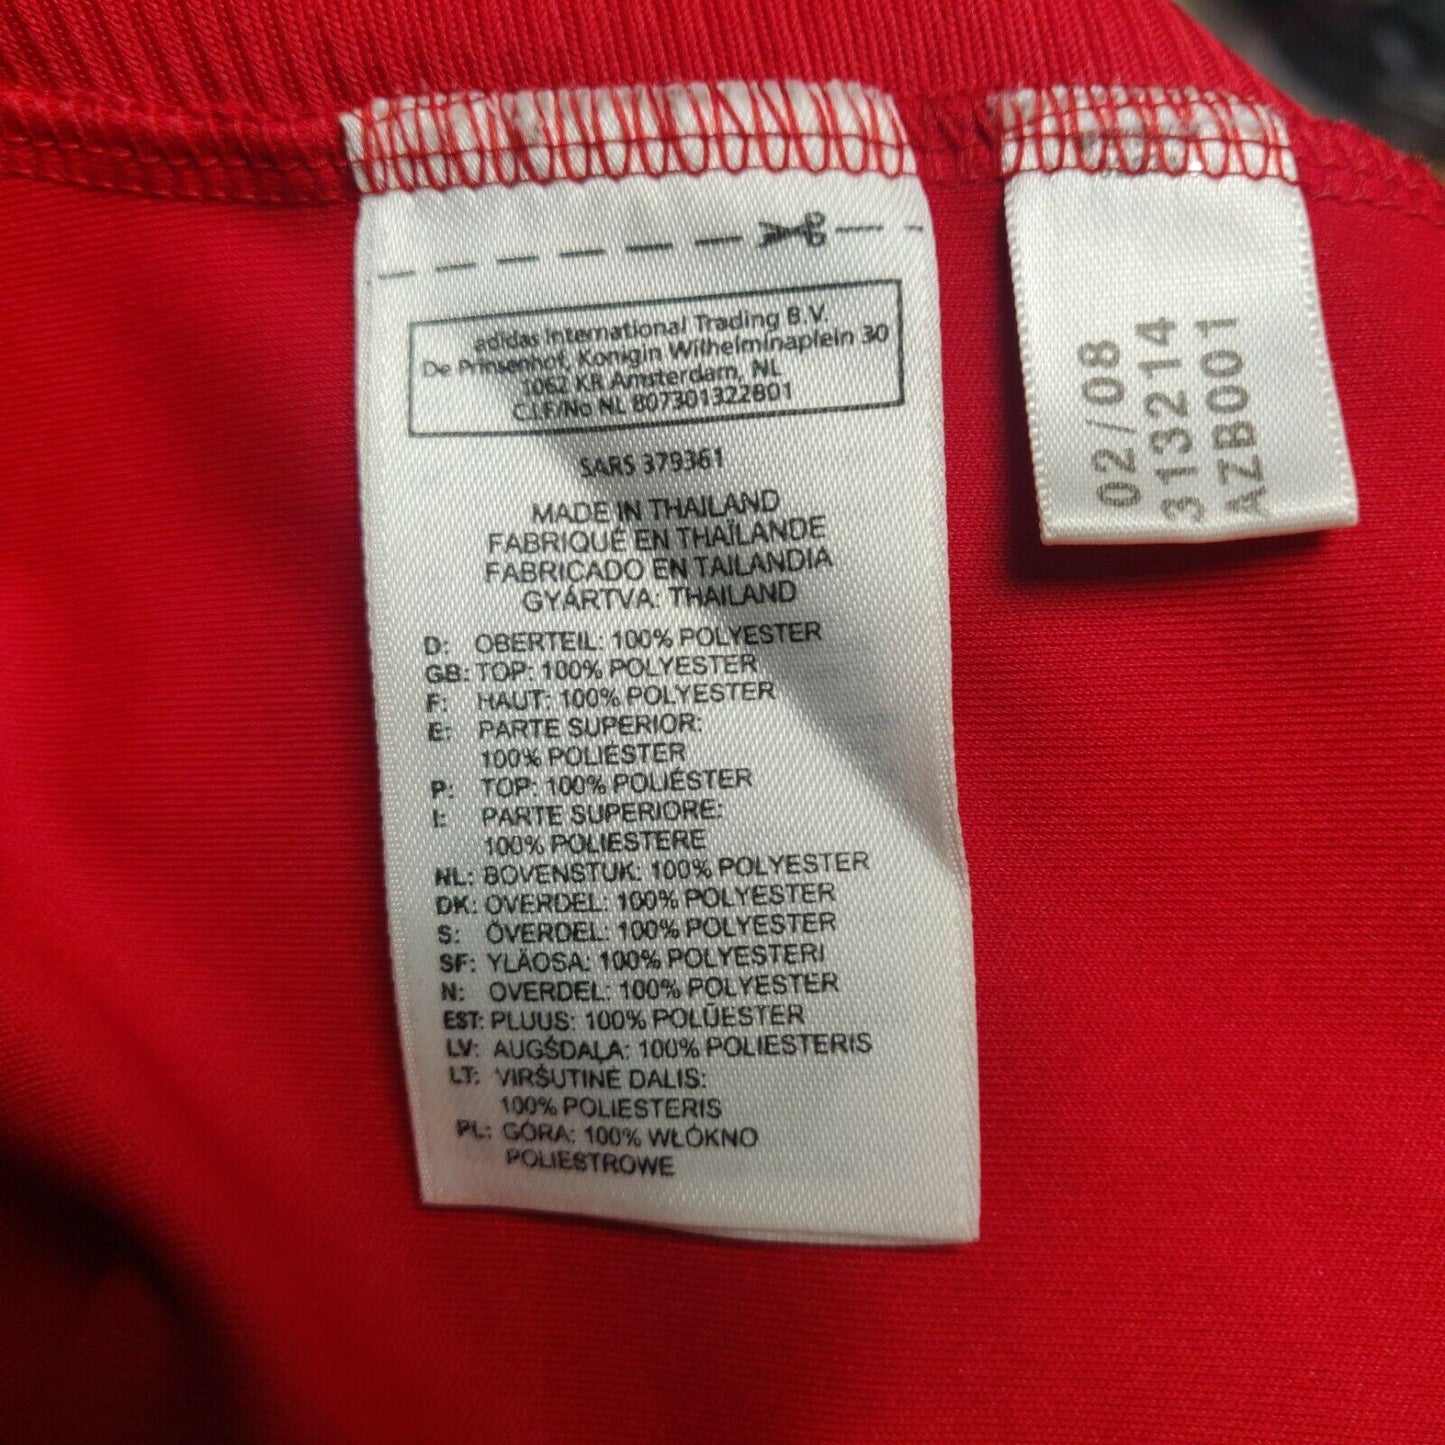 adidas International Trading B.V.
De Prinsenhof, Konigin Wilhelminaplein 30
1062 KR Amsterdam, NL
C.I.F/No NL 807301322B01
SARS 379361
MADE IN THAILAND
FABRIQUÉ EN THAÏLANDE
FABRICADO EN TAILANDIA
GYÁRTVA: THAILAND
D: OBERTEIL: 100% POLYESTER
GB: TOP: 100% POLYESTER
F: HAUT: 100% POLYESTER
E: PARTE SUPERIOR:
100% POLIÉSTER
P: TOP: 100% POLIÉSTER
I: PARTE SUPERIORE:
100% POLIESTERE
NL: BOVENSTUK: 100% POLYESTER
DK: OVERDEL: 100% POLYESTER
S: ÖVERDEL: 100% POLYESTER
SF: YLÄOSA: 100% POLYESTERI
N: OVERDEL: 100% POLYESTER
EST: PLUUS: 100% POLÜESTER
LV: AUGŠDAĻA: 100% POLIESTERIS
LT: VIRŠUTINĖ DALIS:
100% POLIESTERIS
PL: GÓRA: 100% WŁÓKNO
POLIESTROWE
02/08
313214
AZB001